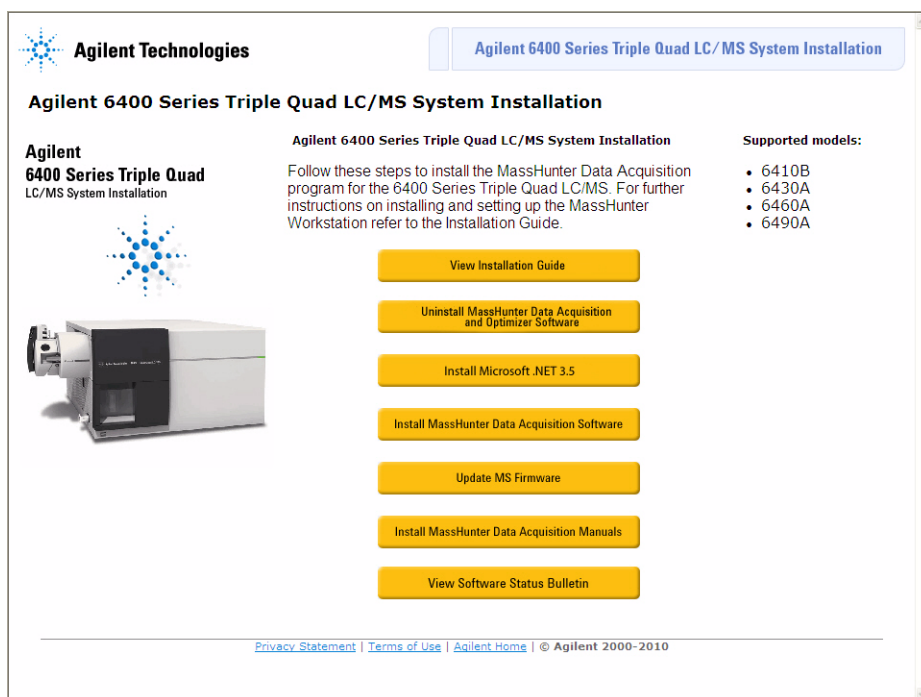 Agilent Technologies
Agilent 6400 Series Triple Quad LC/MS System Installation
Agilent 6400 Series Triple Quad LC/MS System Installation
Agilent
6400 Series Triple Quad
LC/MS System Installation
Agilent 6400 Series Triple Quad LC/MS System Installation
Follow these steps to install the MassHunter Data Acquisition
program for the 6400 Series Triple Quad LC/MS. For further
instructions on installing and setting up the MassHunter
Workstation refer to the Installation Guide.
Supported models:
• 6410B
• 6430A
• 6460A
• 6490A
View Installation Guide
Uninstall MassHunter Data Acquisition
and Optimizer Software
Install Microsoft .NET 3.5
Install MassHunter Data Acquisition Software
Update MS Firmware
Install MassHunter Data Acquisition Manuals
View Software Status Bulletin
Privacy Statement | Terms of Use | Agilent Home | © Agilent 2000-2010